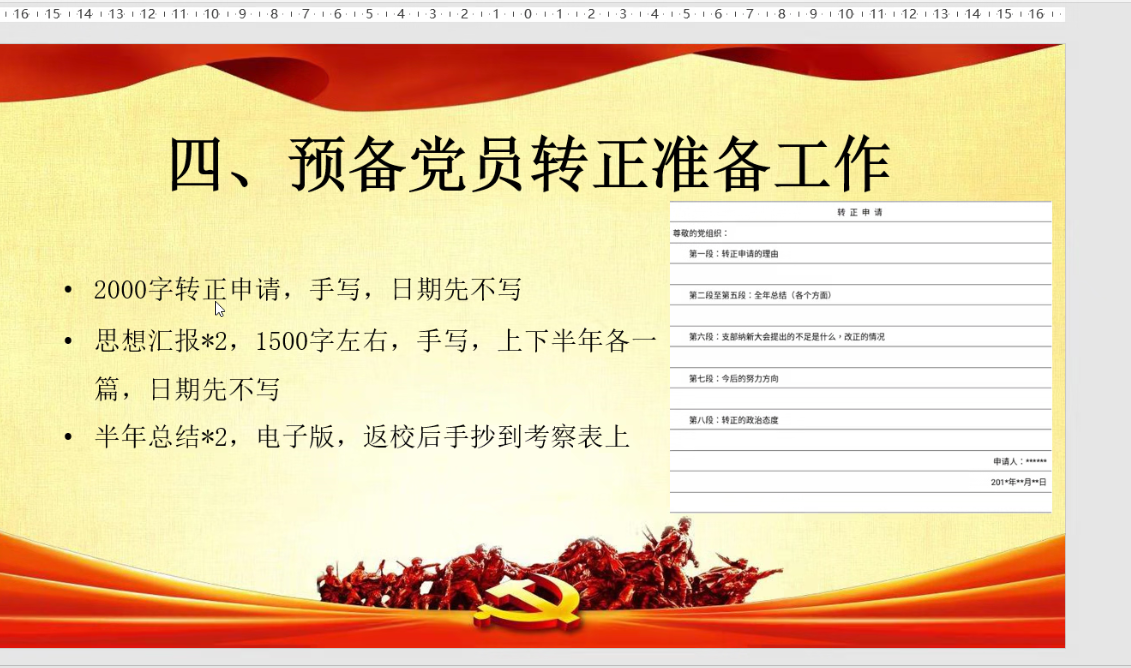 16 15 14 13 12 11 10 9 8 7 6 5 4 3 2 1 0 1 2 3 4 5 6 7 8 9 10 11 12 13 14 15 16
四、预备党员转正准备工作
• 2000字转正申请，手写，日期先不写
• 思想汇报*2，1500字左右，手写，上下半年各一
篇，日期先不写
• 半年总结*2，电子版，返校后手抄到考察表上
转 正 申 请
尊敬的党组织：
第一段：转正申请的理由
第二段至第五段：全年总结（各个方面）
第六段：支部纳新大会提出的不足是什么，改正的情况
第七段：今后的努力方向
第八段：转正的政治态度
申请人：******
201*年**月**日